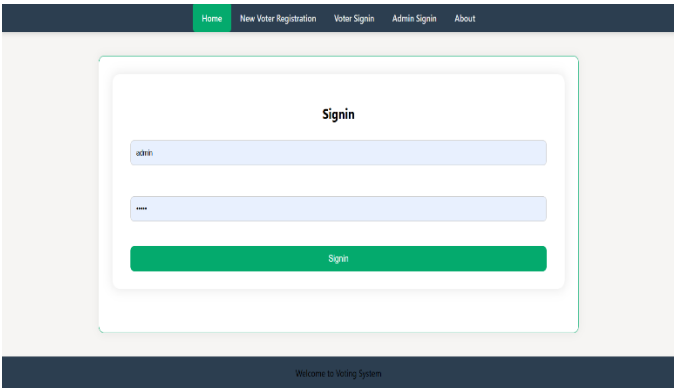 Home New Voter Registration Voter Signin Admin Signin About
Signin
admin
•••••
Signin
Welcome to Voting System